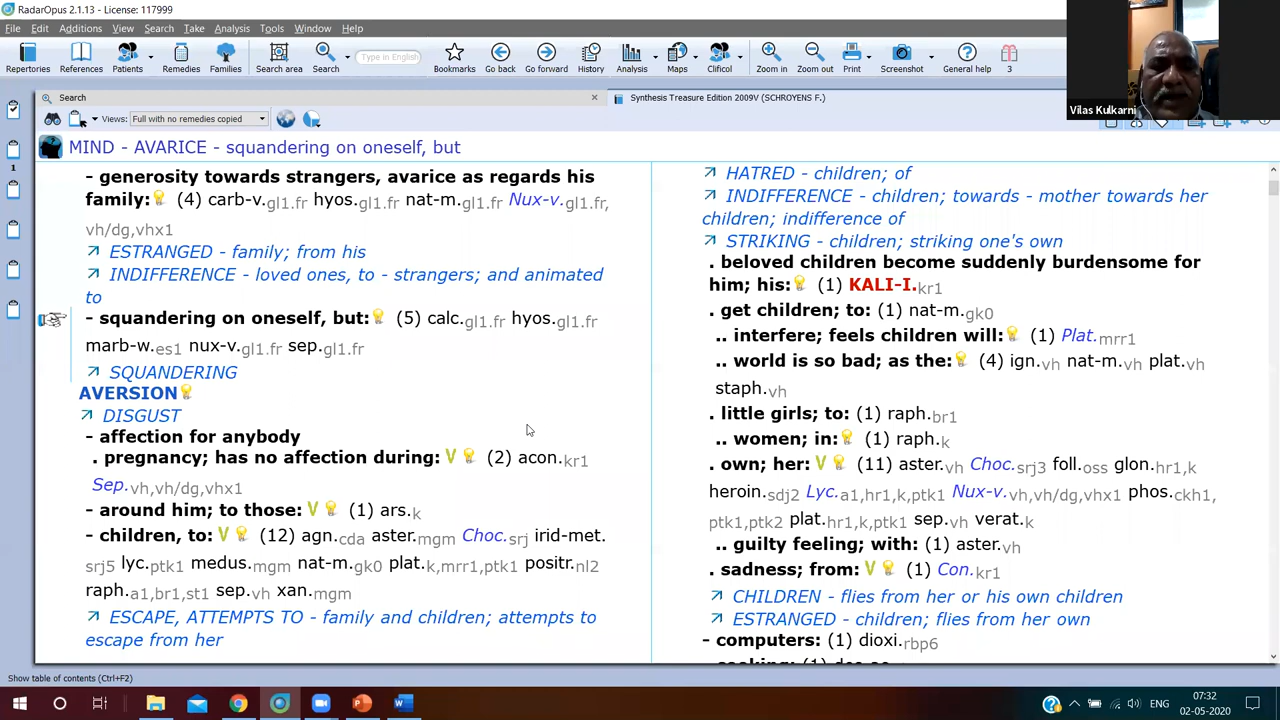 RadarOpus 2.1.13 - License: 117999
File Edit Additions View Search Take Analysis Tools Window Help
Type in English
Repertories References Patients Remedies Families Search area Search Bookmarks Go back Go forward History Analysis Maps Clificol Zoom in Zoom out Print Screenshot General help 3
Vilas Kulkarni
Search
Synthesis Treasure Edition 2009V (SCHROYENS F.)
Views: Full with no remedies copied
MIND - AVARICE - squandering on oneself, but
- generosity towards strangers, avarice as regards his
family: (4) carb-v.gl1.fr hyos.gl1.fr nat-m.gl1.fr Nux-v.gl1.fr,
vh/dg,vhx1
ESTRANGED - family; from his
INDIFFERENCE - loved ones, to - strangers; and animated
to
- squandering on oneself, but: (5) calc.gl1.fr hyos.gl1.fr
marb-w.es1 nux-v.gl1.fr sep.gl1.fr
SQUANDERING
AVERSION
DISGUST
- affection for anybody
. pregnancy; has no affection during: V (2) acon.kr1
Sep.vh,vh/dg,vhx1
- around him; to those: V (1) ars.k
- children, to: V (12) agn.cda aster.mgm Choc.srj irid-met.
srj5 lyc.ptk1 medus.mgm nat-m.gk0 plat.k,mrr1,ptk1 positr.nl2
raph.a1,br1,st1 sep.vh xan.mgm
ESCAPE, ATTEMPTS TO - family and children; attempts to
escape from her
HATRED - children; of
INDIFFERENCE - children; towards - mother towards her
children; indifference of
STRIKING - children; striking one's own
. beloved children become suddenly burdensome for
him; his: (1) KALI-I.kr1
. get children; to: (1) nat-m.gk0
.. interfere; feels children will: (1) Plat.mrr1
.. world is so bad; as the: (4) ign.vh nat-m.vh plat.vh
staph.vh
. little girls; to: (1) raph.br1
.. women; in: (1) raph.k
. own; her: V (11) aster.vh Choc.srj3 foll.oss glon.hr1,k
heroin.sdj2 Lyc.a1,hr1,k,ptk1 Nux-v.vh,vh/dg,vhx1 phos.ckh1,
ptk1,ptk2 plat.hr1,k,ptk1 sep.vh verat.k
.. guilty feeling; with: (1) aster.vh
. sadness; from: V (1) Con.kr1
CHILDREN - flies from her or his own children
ESTRANGED - children; flies from her own
- computers: (1) dioxi.rbp6
1
Show table of contents (Ctrl+F2)
ENG
07:32
02-05-2020